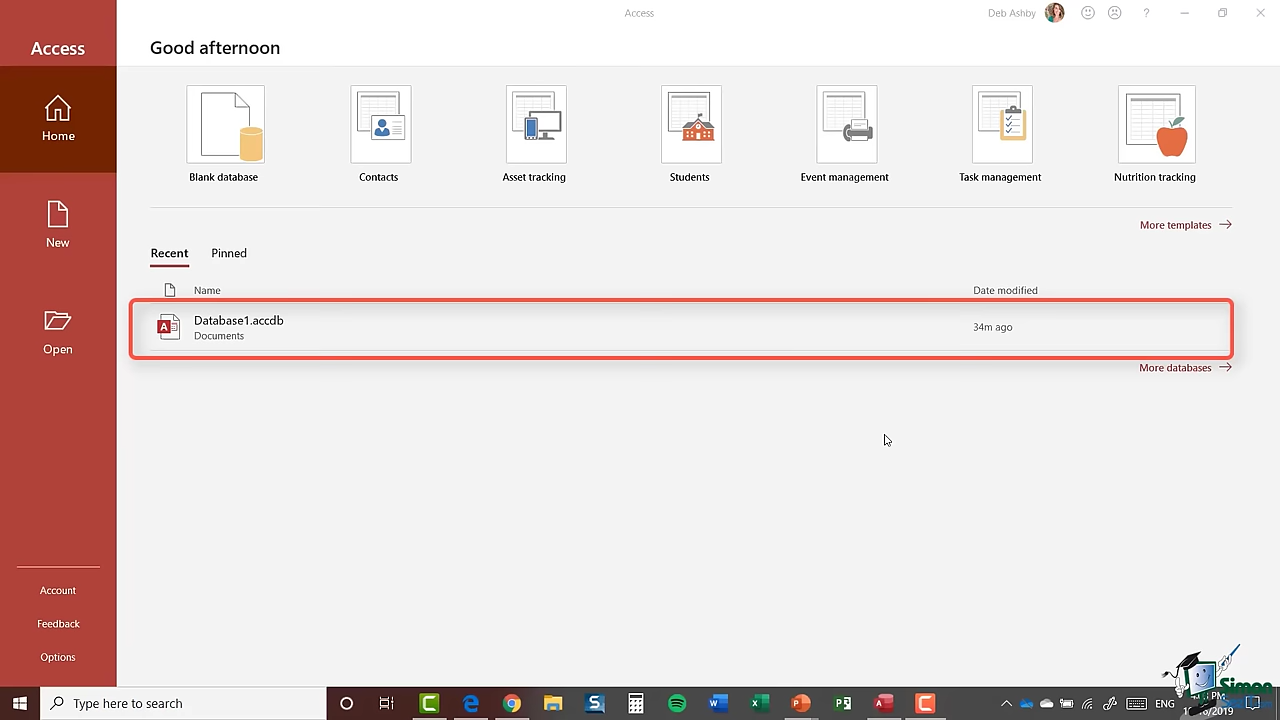 Access
Deb Ashby
?
Access
Good afternoon
Home
New
Open
Blank database
Contacts
Asset tracking
Students
Event management
Task management
Nutrition tracking
More templates
Recent
Pinned
Name
Date modified
A
Database1.accdb
Documents
34m ago
More databases
Account
Feedback
Options
Type here to search
ENG
PM
Simon